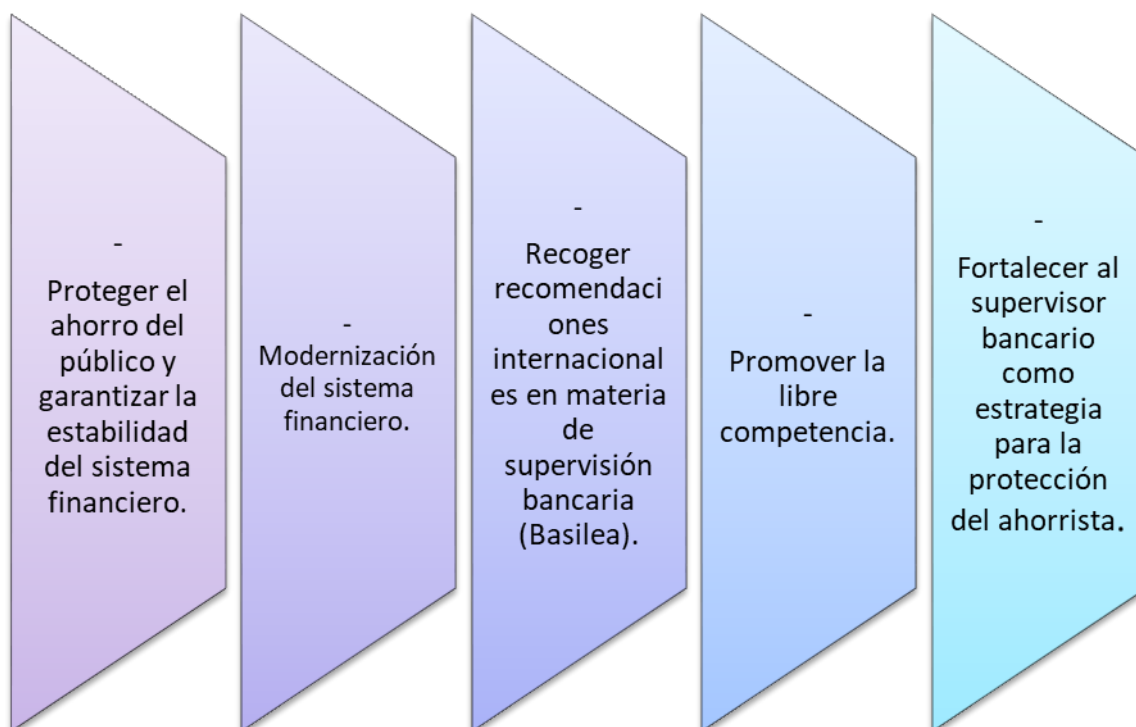 -
Proteger el
ahorro del
público y
garantizar la
estabilidad
del sistema
financiero.
-
Modernización
del sistema
financiero.
-
Recoger
recomendaci
ones
internacional
es en materia
de
supervisión
bancaria
(Basilea).
-
Promover la
libre
competencia.
-
Fortalecer al
supervisor
bancario
como
estrategia
para la
protección
del ahorrista.